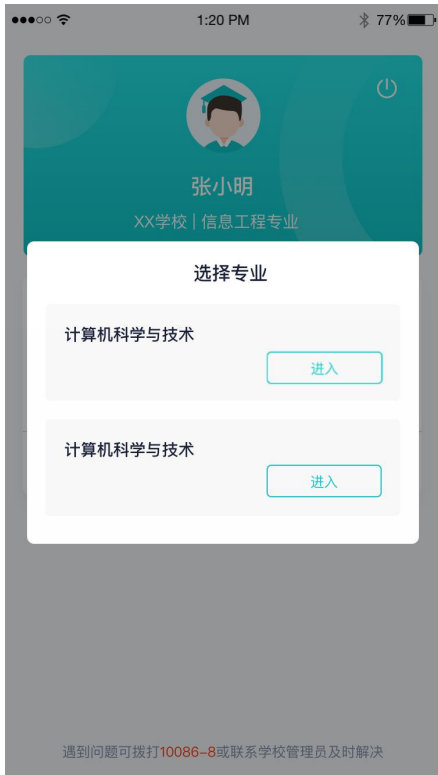 1:20 PM
77%
张小明
XX学校 | 信息工程专业
选择专业
计算机科学与技术
进入
计算机科学与技术
进入
遇到问题可拨打10086-8或联系学校管理员及时解决